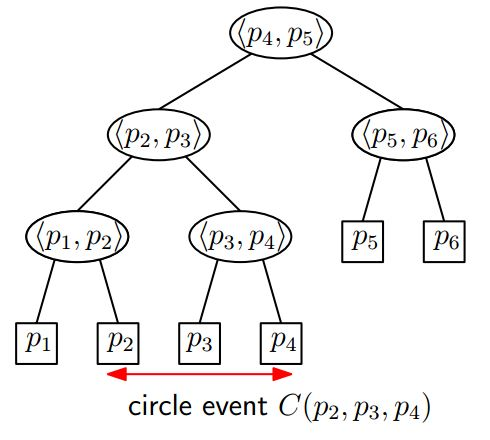 ⟨p₄, p₅⟩
⟨p₂, p₃⟩ ⟨p₅, p₆⟩
⟨p₁, p₂⟩ ⟨p₃, p₄⟩ p₅ p₆
p₁ p₂ p₃ p₄
circle event C(p₂, p₃, p₄)